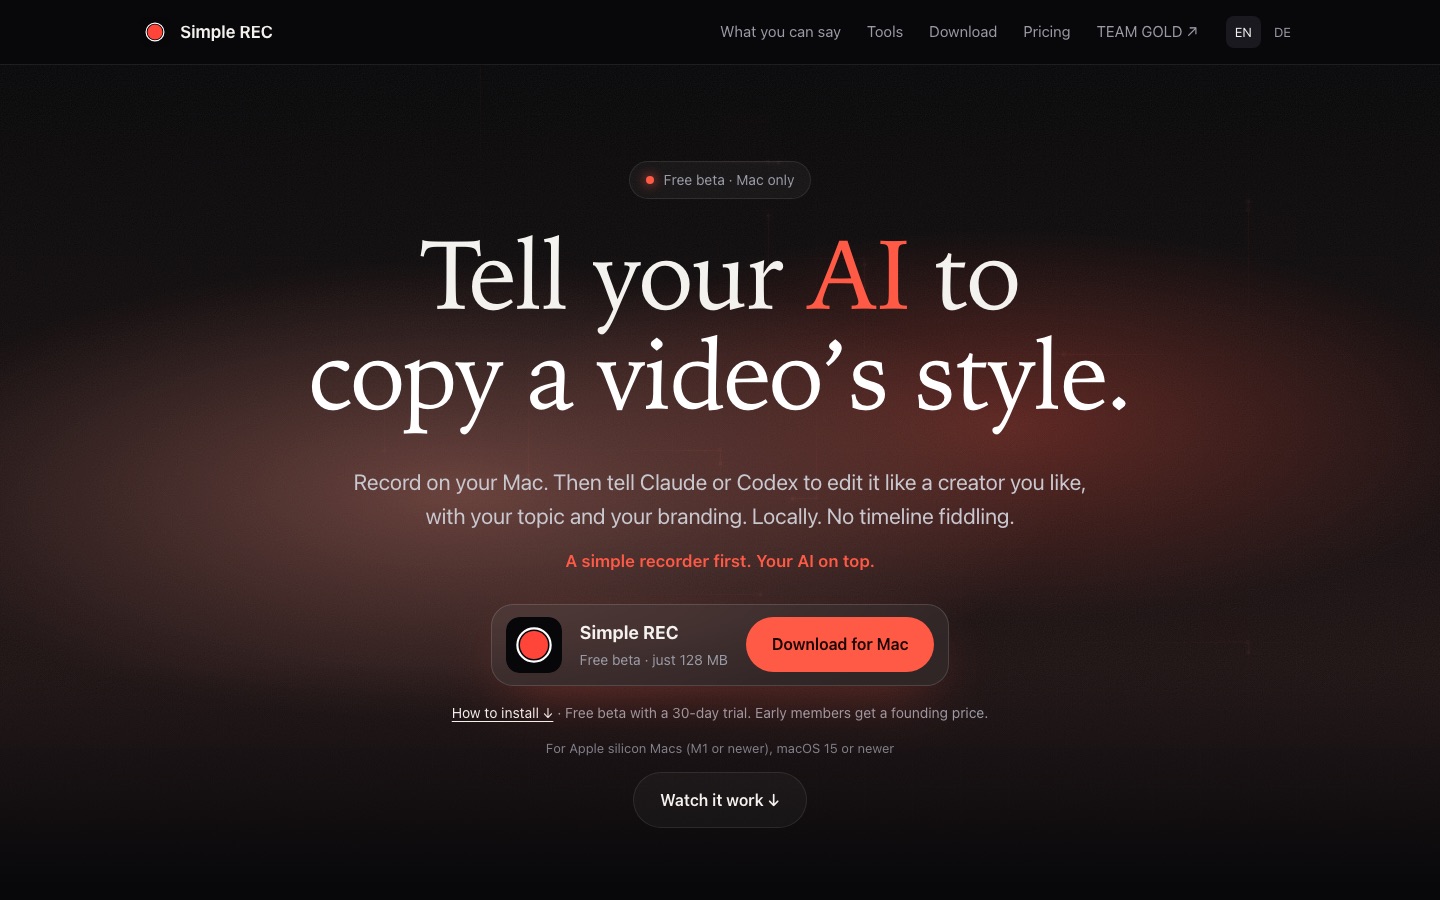 Simple REC
What you can say
Tools
Download
Pricing
TEAM GOLD ↗
EN
DE
Free beta · Mac only
Tell your AI to
copy a video’s style.
Record on your Mac. Then tell Claude or Codex to edit it like a creator you like,
with your topic and your branding. Locally. No timeline fiddling.
A simple recorder first. Your AI on top.
Simple REC
Free beta · just 128 MB
Download for Mac
How to install ↓ · Free beta with a 30-day trial. Early members get a founding price.
For Apple silicon Macs (M1 or newer), macOS 15 or newer
Watch it work ↓